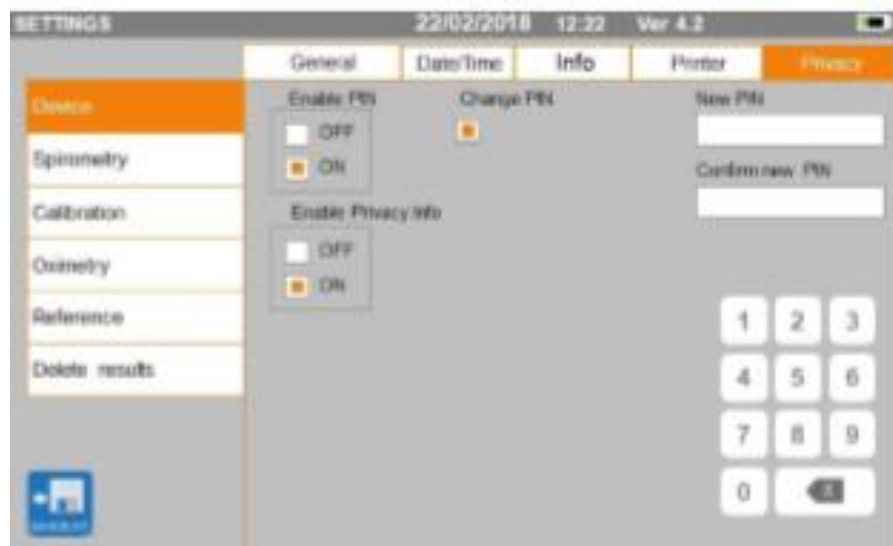 SETTINGS 22/02/2018 12:22 Ver 4.2
General Date/Time Info Printer Privacy
Device
Spirometry
Calibration
Oximetry
Reference
Delete results
Enable PIN
OFF
ON
Change PIN
New PIN
Confirm new PIN
Enable Privacy Info
OFF
ON
1 2 3
4 5 6
7 8 9
0 X